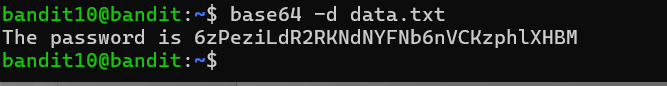 bandit10@bandit:~$ base64 -d data.txt
The password is 6zPeziLdR2RKNdNYFNb6nVCKzphlXHBM
bandit10@bandit:~$